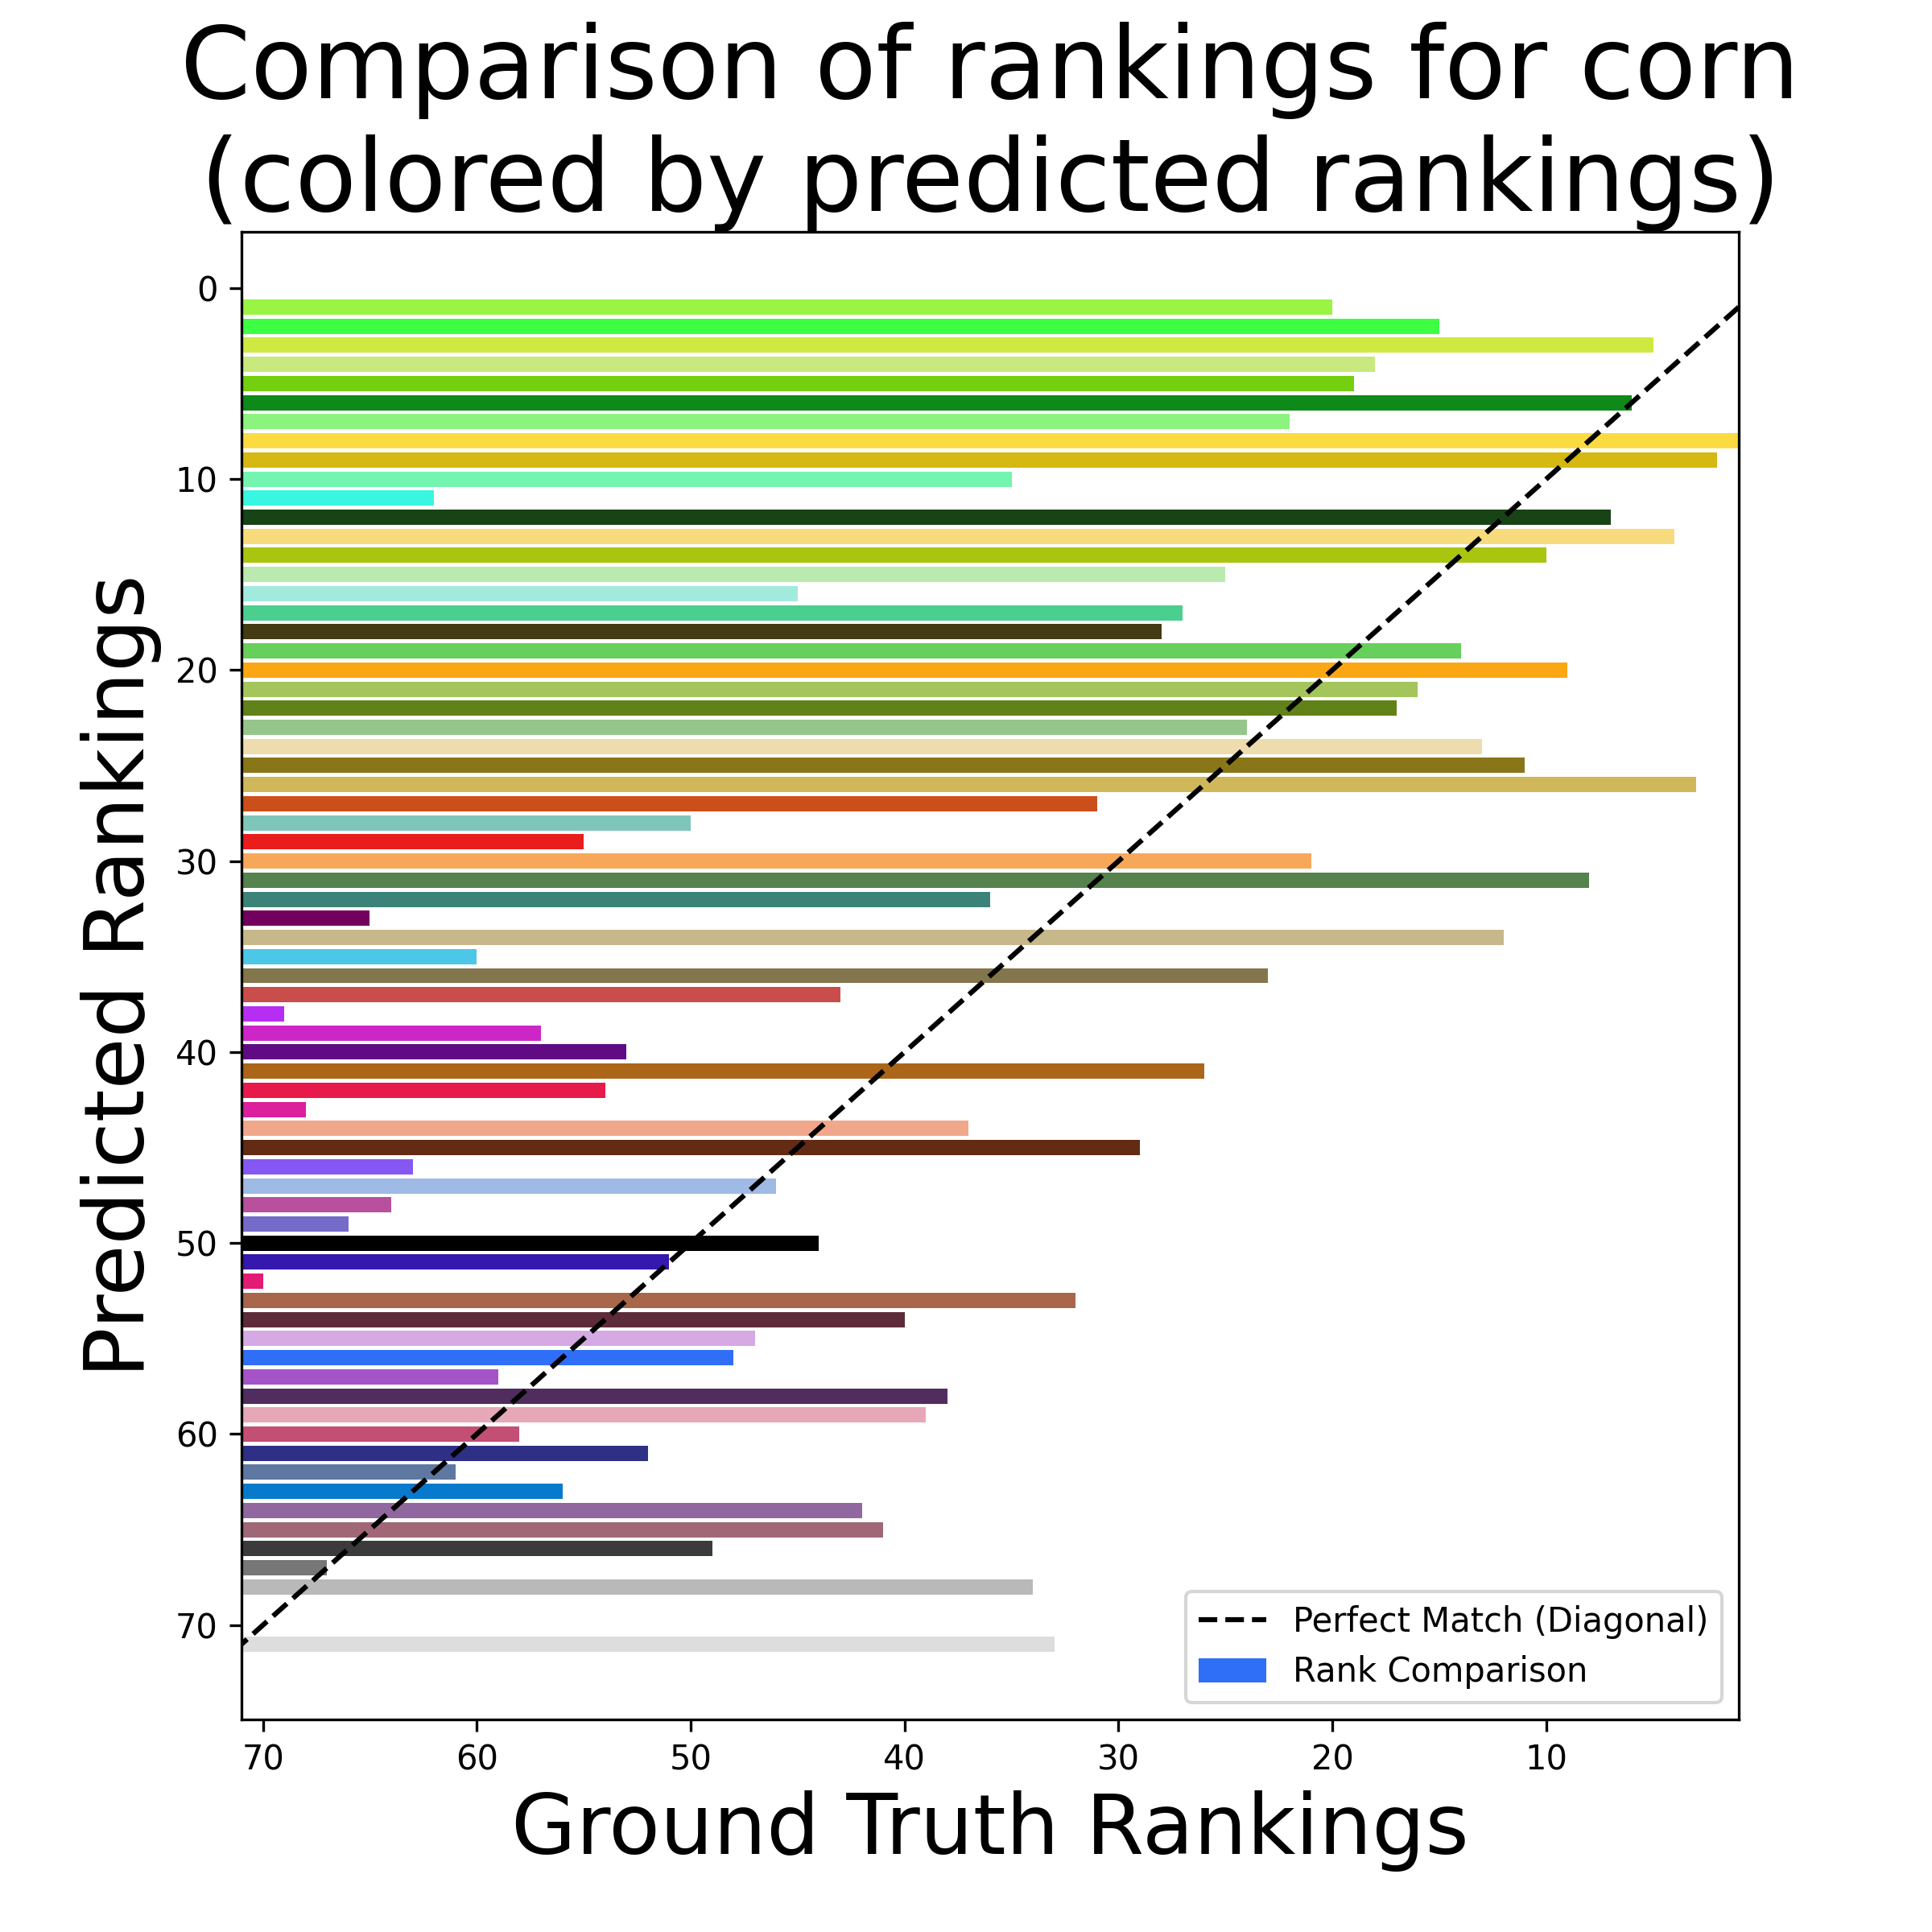 Comparison of rankings for corn
(colored by predicted rankings)
Predicted Rankings
0
10
20
30
40
50
60
70
70
60
50
40
30
20
10
Ground Truth Rankings
Perfect Match (Diagonal)
Rank Comparison